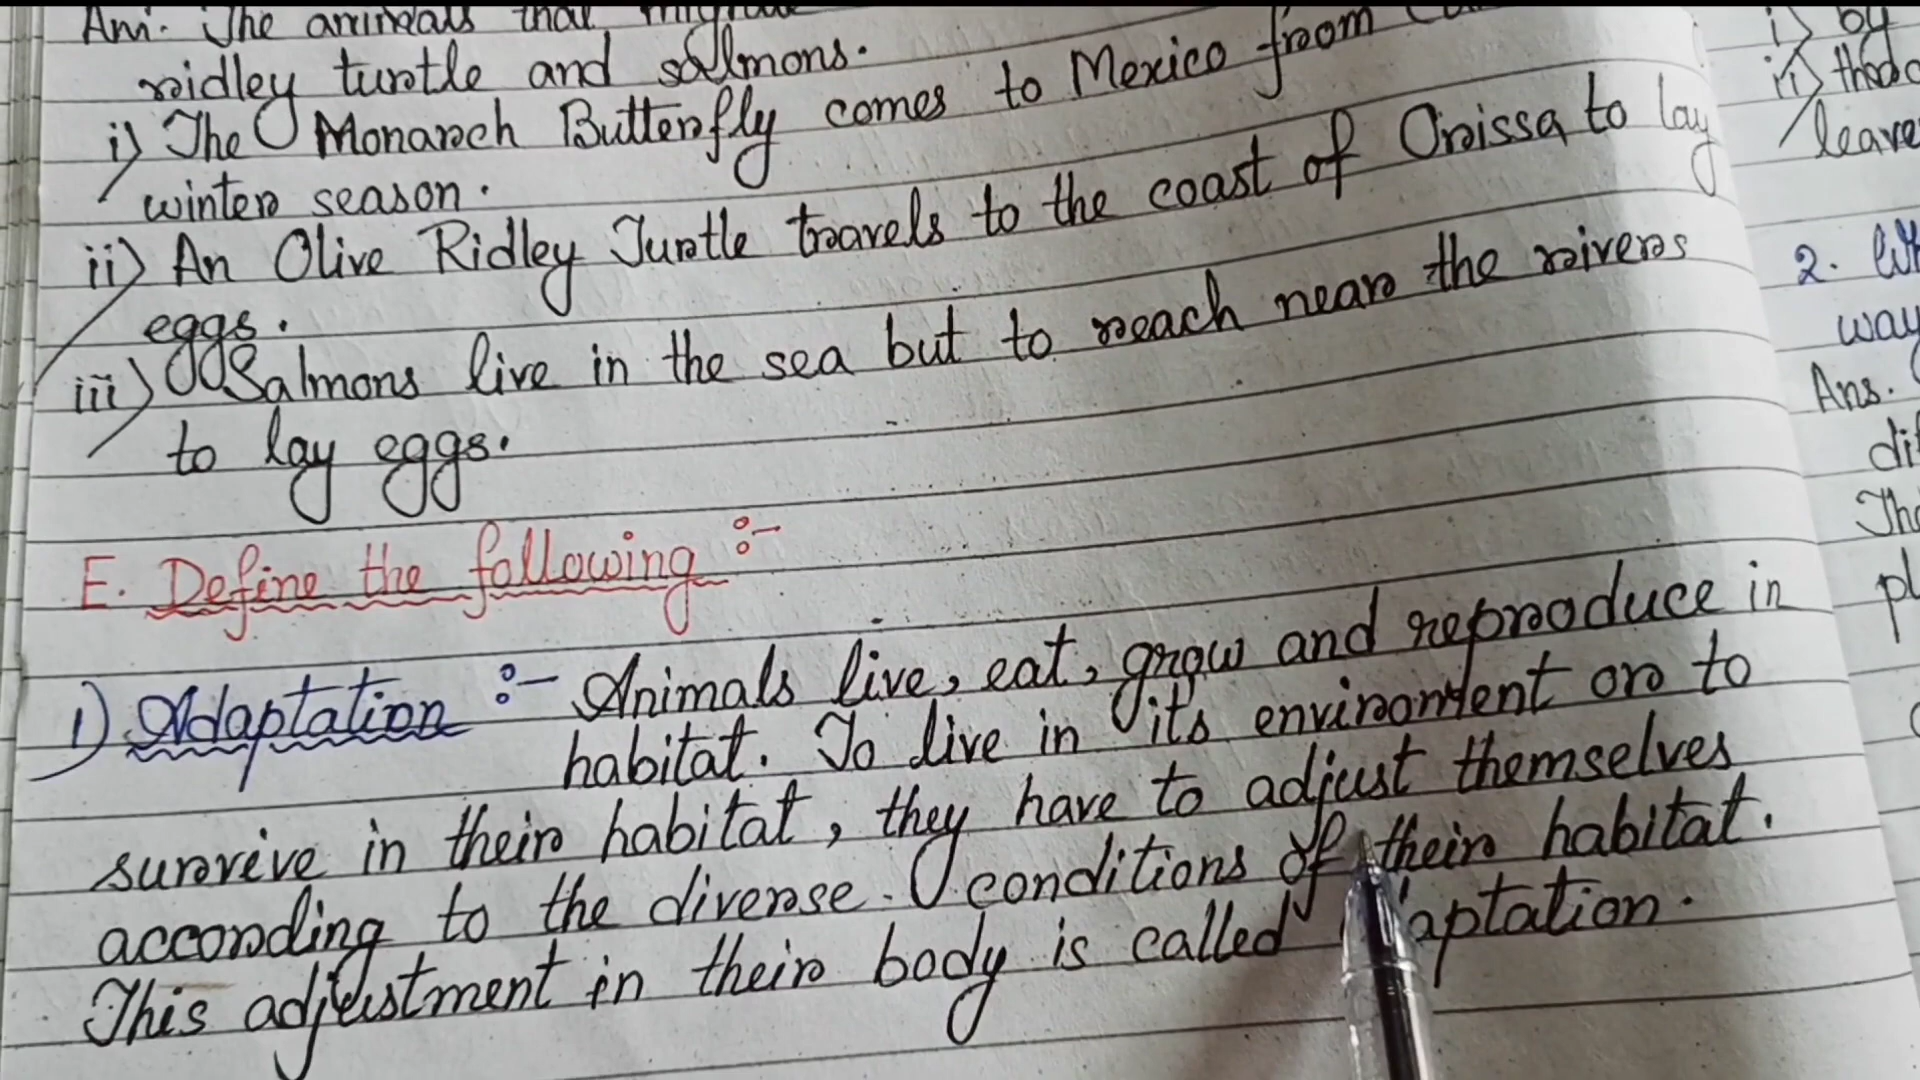 Ans. The animals that migrate
ridley turtle and salmons.
i) The Monarch Butterfly comes to Mexico from
winter season.
ii) An Olive Ridley Turtle travels to the coast of Orissa to lay
eggs.
iii) Salmons live in the sea but to reach near the rivers
to lay eggs.
E. Define the following :-
1) Adaptation :- Animals live, eat, grow and reproduce in
habitat. To live in its environment or to
survive in their habitat, they have to adjust themselves
according to the diverse. conditions of their habitat.
This adjustment in their body is called aptation.
i) by
ii)
leave
2.
way
Ans.
di
Th
pl